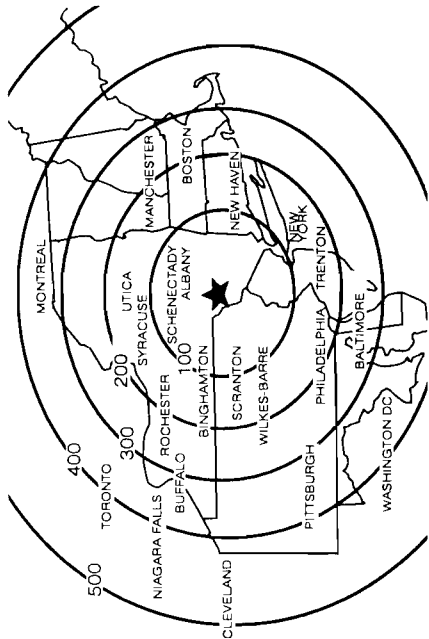 MONTREAL
400
500
TORONTO
200
300
UTICA
SYRACUSE
MANCHESTER
NIAGARA FALLS
ROCHESTER
SCHENECTADY
ALBANY
BUFFALO
100
BOSTON
BINGHAMTON
CLEVELAND
SCRANTON
NEW HAVEN
WILKES-BARRE
NEW
YORK
PITTSBURGH
PHILADELPHIA
TRENTON
BALTIMORE
WASHINGTON DC